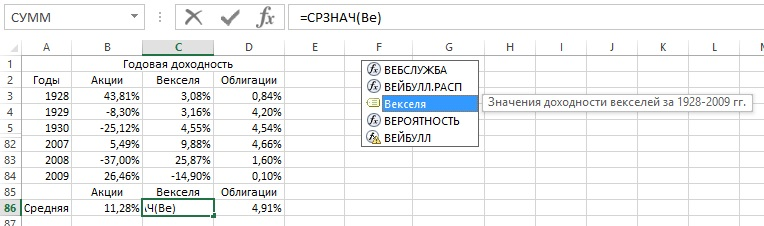 СУММ =СРЗНАЧ(Ве)
A B C D E F G H I J K L
1 Годовая доходность
2 Годы Акции Векселя Облигации
3 1928 43,81% 3,08% 0,84%
4 1929 -8,30% 3,16% 4,20%
5 1930 -25,12% 4,55% 4,54%
82 2007 5,49% 9,88% 4,66%
83 2008 -37,00% 25,87% 1,60%
84 2009 26,46% -14,90% 0,10%
85 Акции Векселя Облигации
86 Средняя 11,28% Ч(Ве) 4,91%
87
ВЕБСЛУЖБА
ВЕЙБУЛЛ.РАСП
Векселя
ВЕРОЯТНОСТЬ
ВЕЙБУЛЛ
Значения доходности векселей за 1928-2009 гг.